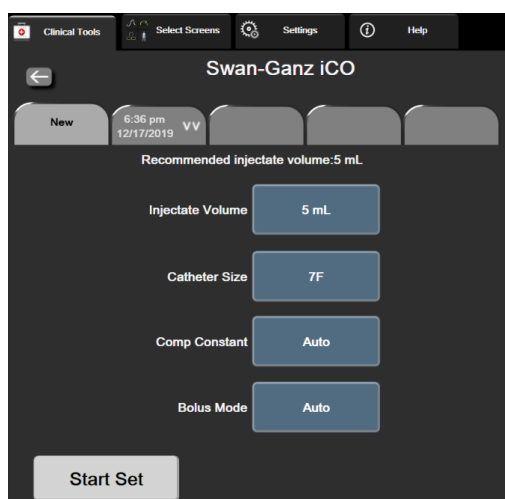 Clinical Tools Select Screens Settings Help
Swan-Ganz iCO
New 6:36 pm
12/17/2019
Recommended injectate volume:5 mL
Injectate Volume 5 mL
Catheter Size 7F
Comp Constant Auto
Bolus Mode Auto
Start Set